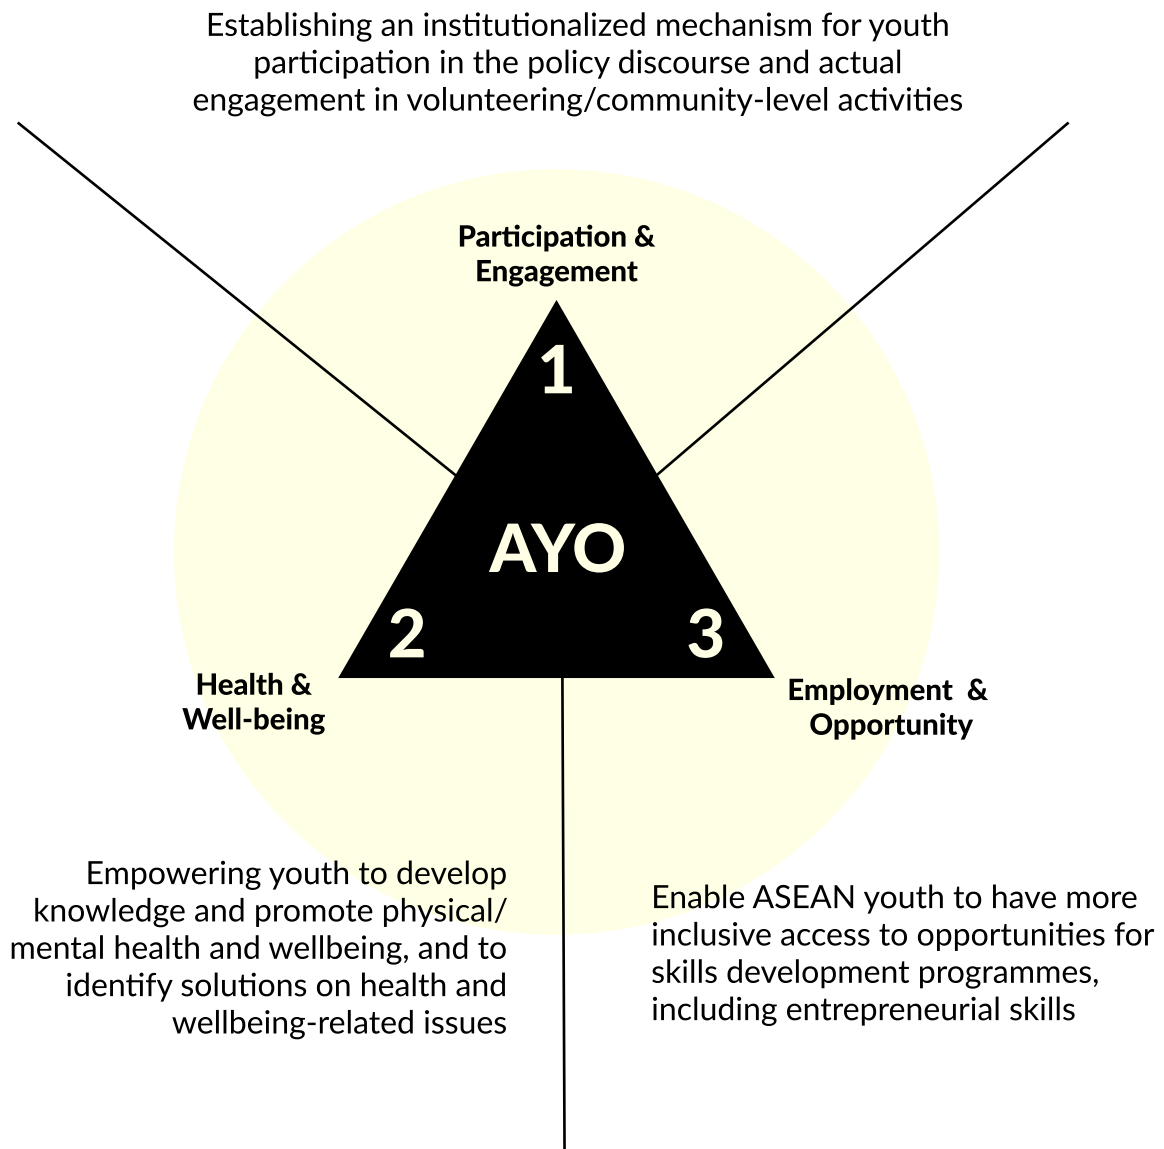 Establishing an institutionalized mechanism for youth
participation in the policy discourse and actual
engagement in volunteering/community-level activities
Participation &
Engagement
1
AYO
2
3
Health &
Well-being
Employment &
Opportunity
Empowering youth to develop
knowledge and promote physical/
mental health and wellbeing, and to
identify solutions on health and
wellbeing-related issues
Enable ASEAN youth to have more
inclusive access to opportunities for
skills development programmes,
including entrepreneurial skills